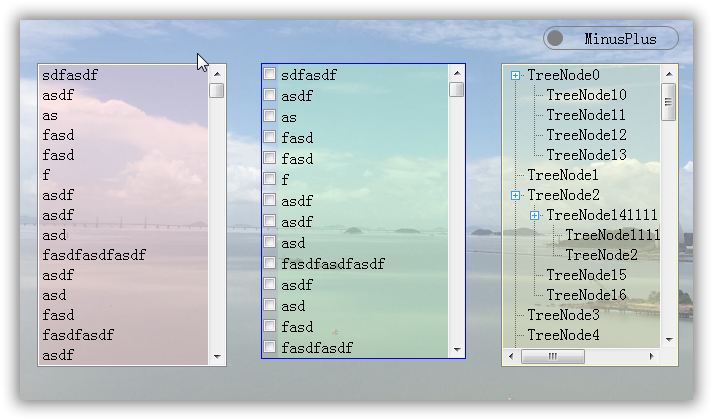 MinusPlus
sdfasdf
asdf
as
fasd
fasd
f
asdf
asdf
asd
fasdfasdfasdf
asdf
asd
fasd
fasdfasdf
asdf
sdfasdf
asdf
as
fasd
fasd
f
asdf
asdf
asd
fasdfasdfasdf
asdf
asd
fasd
fasdfasdf
TreeNode0
TreeNode10
TreeNode11
TreeNode12
TreeNode13
TreeNode1
TreeNode2
TreeNode141111
TreeNode1111
TreeNode2
TreeNode15
TreeNode16
TreeNode3
TreeNode4